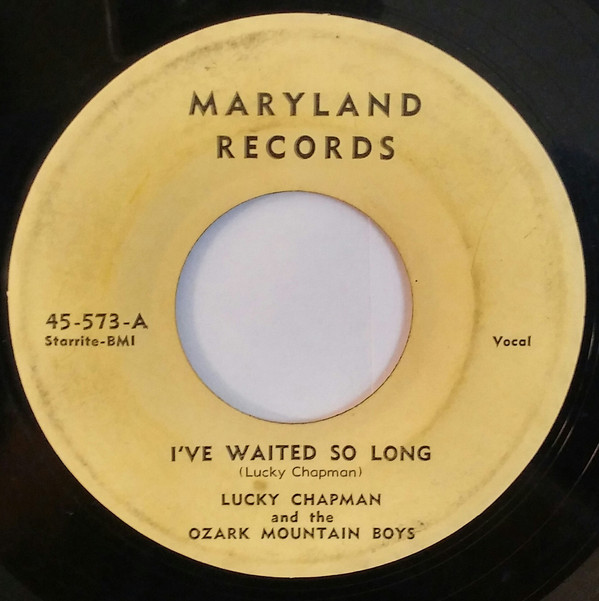 MARYLAND
RECORDS
45-573-A
Starrite-BMI
Vocal
I'VE WAITED SO LONG
(Lucky Chapman)
LUCKY CHAPMAN
and the
OZARK MOUNTAIN BOYS